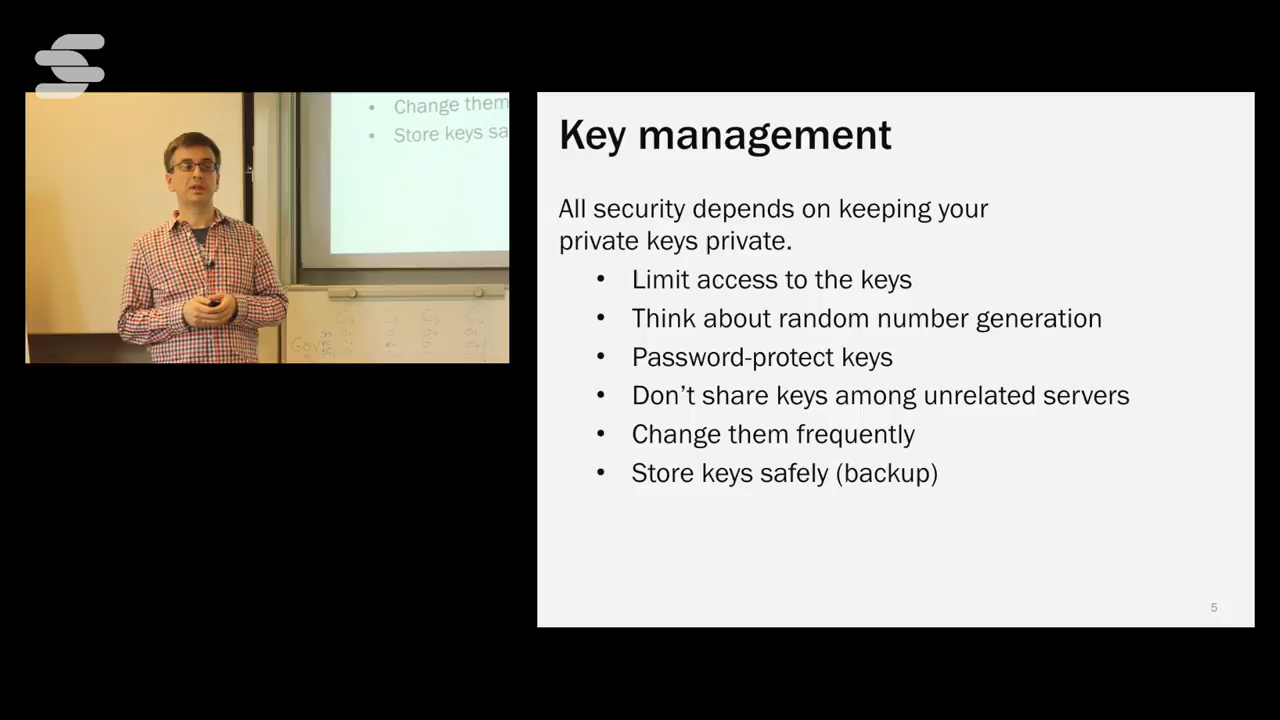 Change them
Store keys sa
Key management
All security depends on keeping your
private keys private.
• Limit access to the keys
• Think about random number generation
• Password-protect keys
• Don’t share keys among unrelated servers
• Change them frequently
• Store keys safely (backup)
5